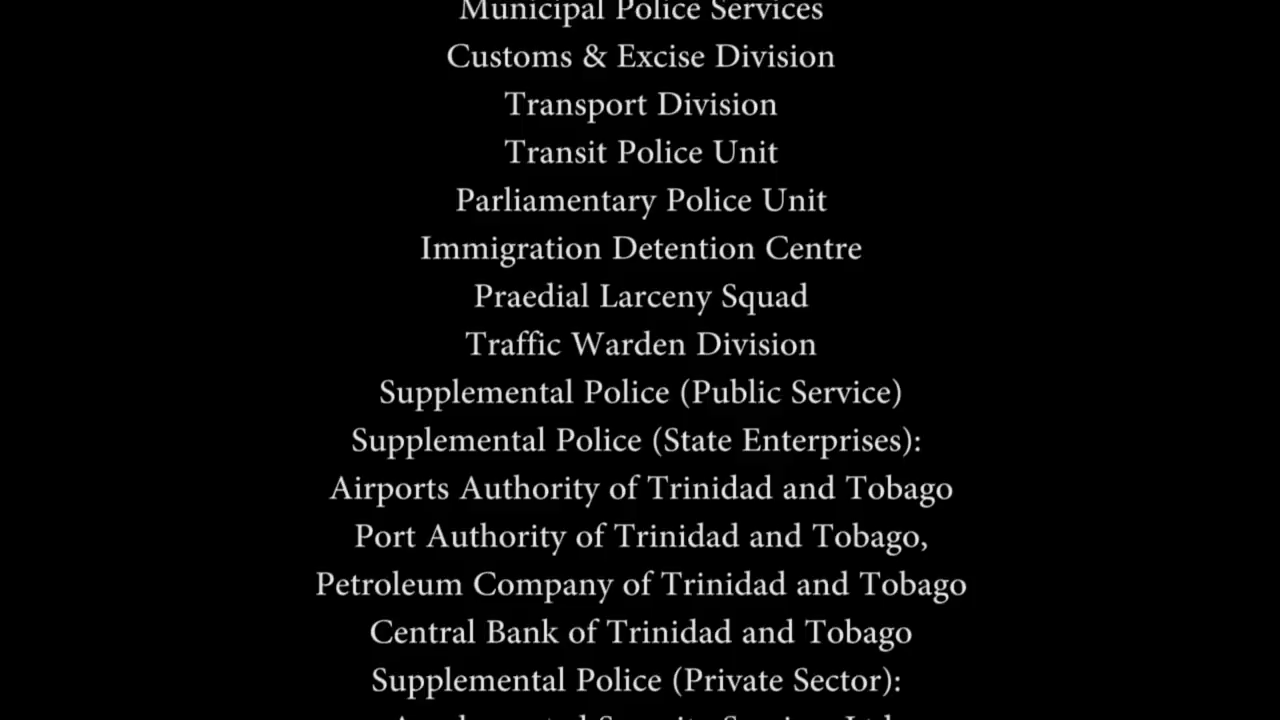 Municipal Police Services
Customs & Excise Division
Transport Division
Transit Police Unit
Parliamentary Police Unit
Immigration Detention Centre
Praedial Larceny Squad
Traffic Warden Division
Supplemental Police (Public Service)
Supplemental Police (State Enterprises):
Airports Authority of Trinidad and Tobago
Port Authority of Trinidad and Tobago,
Petroleum Company of Trinidad and Tobago
Central Bank of Trinidad and Tobago
Supplemental Police (Private Sector):